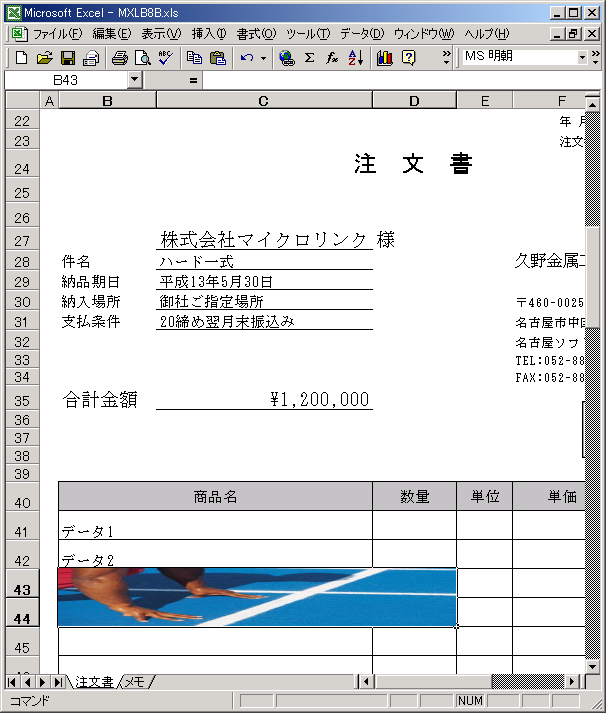 Microsoft Excel - MXLB8B.xls
ファイル(F) 編集(E) 表示(V) 挿入(I) 書式(O) ツール(T) データ(D) ウィンドウ(W) ヘルプ(H)
MS 明朝
B43 =
A B C D E F
22 年 月
23 注文
24 注 文 書
25
26
27 株式会社マイクロリンク 様
28 件名 ハード一式 久野金属工
29 納品期日 平成13年5月30日
30 納入場所 御社ご指定場所 〒460-0025
31 支払条件 20締め翌月末振込み 名古屋市中区
32 名古屋ソフ
33 TEL:052-88
34 FAX:052-88
35 合計金額 ¥1,200,000
36
37
38
39
40 商品名 数量 単位 単価
41 データ1
42 データ2
43
44
45
注文書 メモ
コマンド NUM